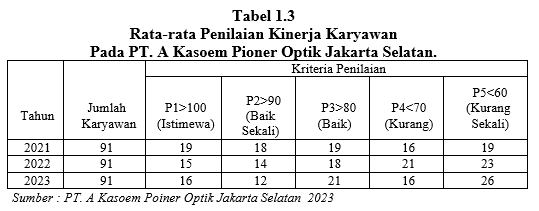 Tabel 1.3
Rata-rata Penilaian Kinerja Karyawan
Pada PT. A Kasoem Pioner Optik Jakarta Selatan.
Tahun Jumlah Karyawan Kriteria Penilaian
P1>100 (Istimewa) P2>90 (Baik Sekali) P3>80 (Baik) P4<70 (Kurang) P5<60 (Kurang Sekali)
2021 91 19 18 19 16 19
2022 91 15 14 18 21 23
2023 91 16 12 21 16 26
Sumber : PT. A Kasoem Poiner Optik Jakarta Selatan 2023